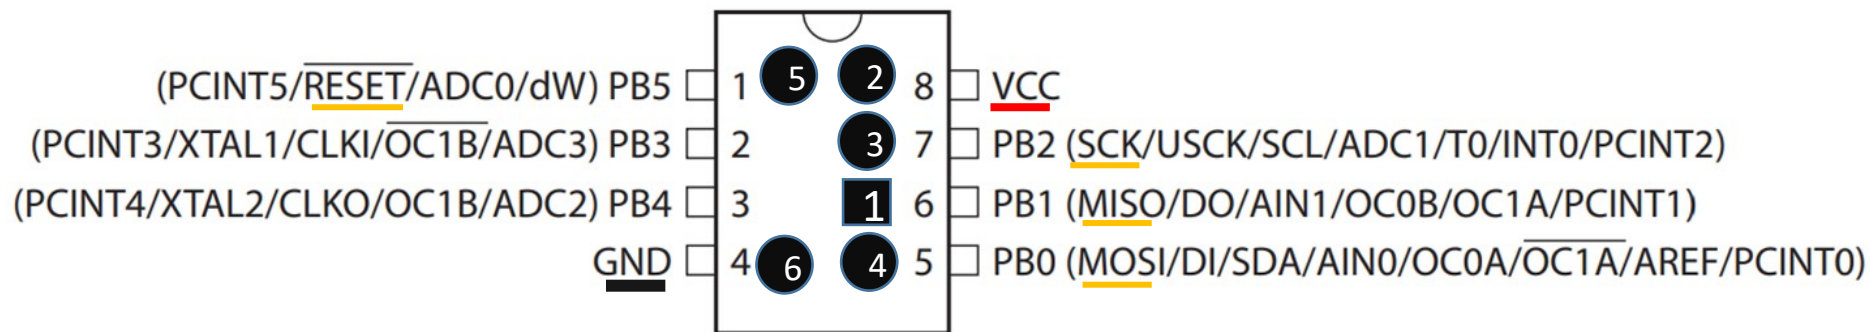 (PCINT5/RESET/ADC0/dW) PB5 1 5 2 8 VCC
(PCINT3/XTAL1/CLKI/OC1B/ADC3) PB3 2 3 7 PB2 (SCK/USCK/SCL/ADC1/T0/INT0/PCINT2)
(PCINT4/XTAL2/CLKO/OC1B/ADC2) PB4 3 1 6 PB1 (MISO/DO/AIN1/OC0B/OC1A/PCINT1)
GND 4 6 4 5 PB0 (MOSI/DI/SDA/AIN0/OC0A/OC1A/AREF/PCINT0)